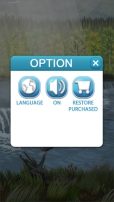 OPTION
LANGUAGE
ON
RESTORE
PURCHASED